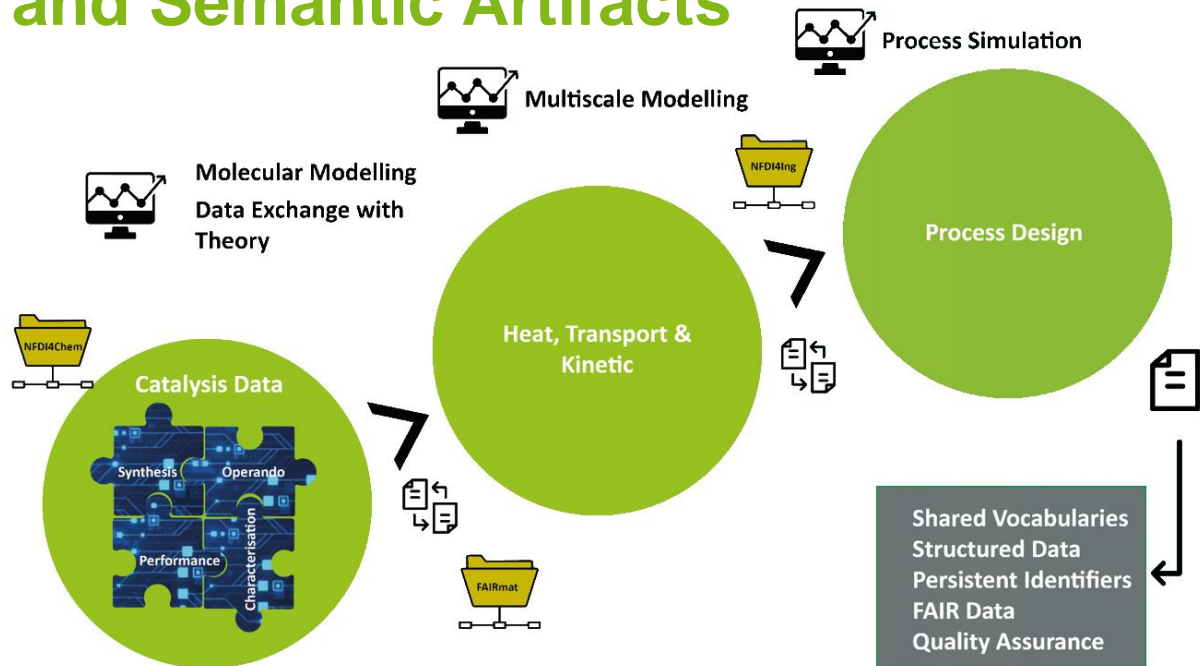 and Semantic Artifacts
Process Simulation
Multiscale Modelling
NFDI4Ing
Molecular Modelling
Data Exchange with
Theory
Process Design
NFDI4Chem
Heat, Transport &
Kinetic
Catalysis Data
Synthesis
Operando
Performance
Characterisation
FAIRmat
Shared Vocabularies
Structured Data
Persistent Identifiers
FAIR Data
Quality Assurance